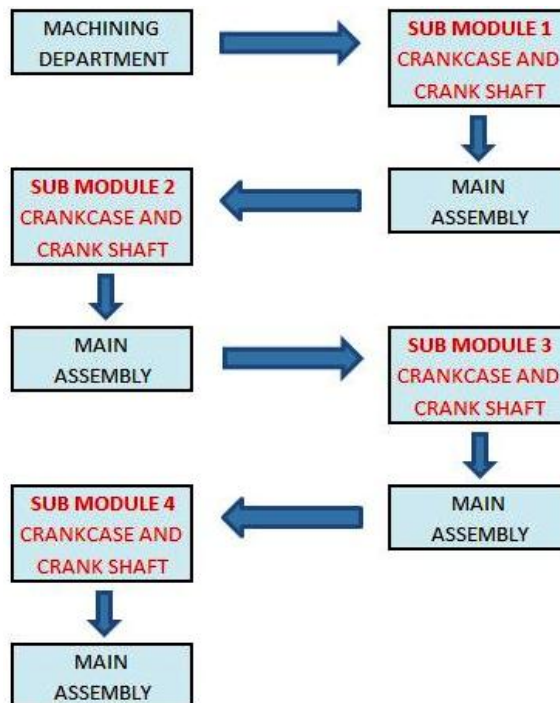 MACHINING
DEPARTMENT
SUB MODULE 1
CRANKCASE AND
CRANK SHAFT
MAIN
ASSEMBLY
SUB MODULE 2
CRANKCASE AND
CRANK SHAFT
MAIN
ASSEMBLY
SUB MODULE 3
CRANKCASE AND
CRANK SHAFT
MAIN
ASSEMBLY
SUB MODULE 4
CRANKCASE AND
CRANK SHAFT
MAIN
ASSEMBLY